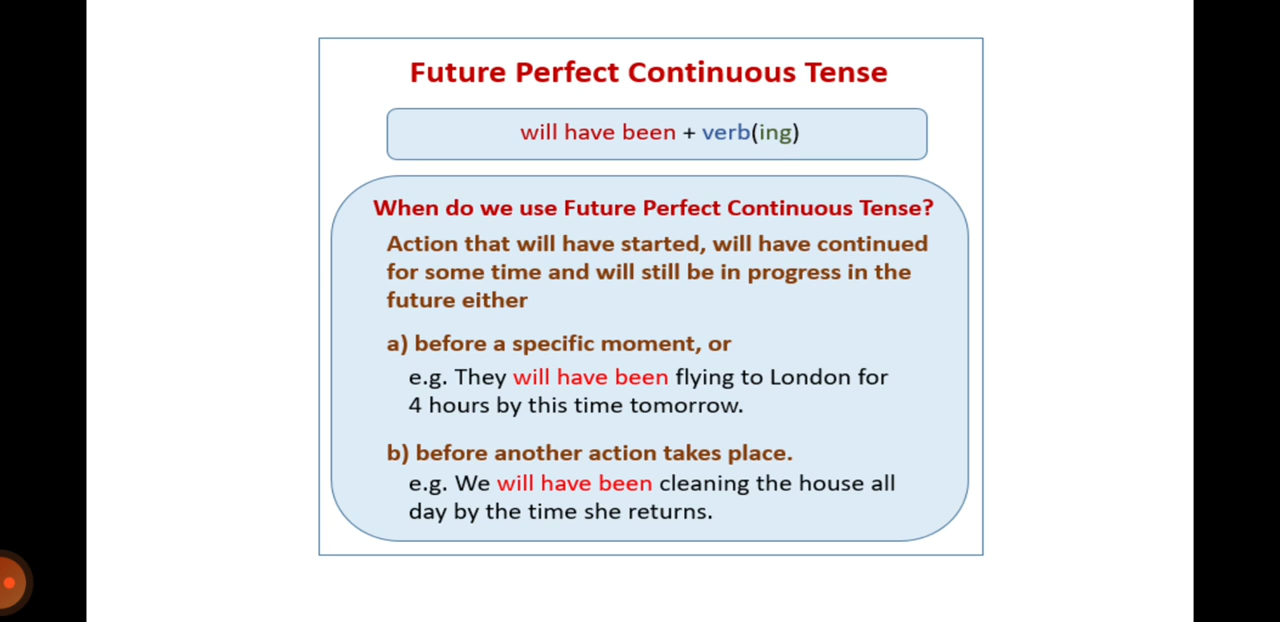 Future Perfect Continuous Tense
will have been + verb(ing)
When do we use Future Perfect Continuous Tense?
Action that will have started, will have continued
for some time and will still be in progress in the
future either
a) before a specific moment, or
e.g. They will have been flying to London for
4 hours by this time tomorrow.
b) before another action takes place.
e.g. We will have been cleaning the house all
day by the time she returns.